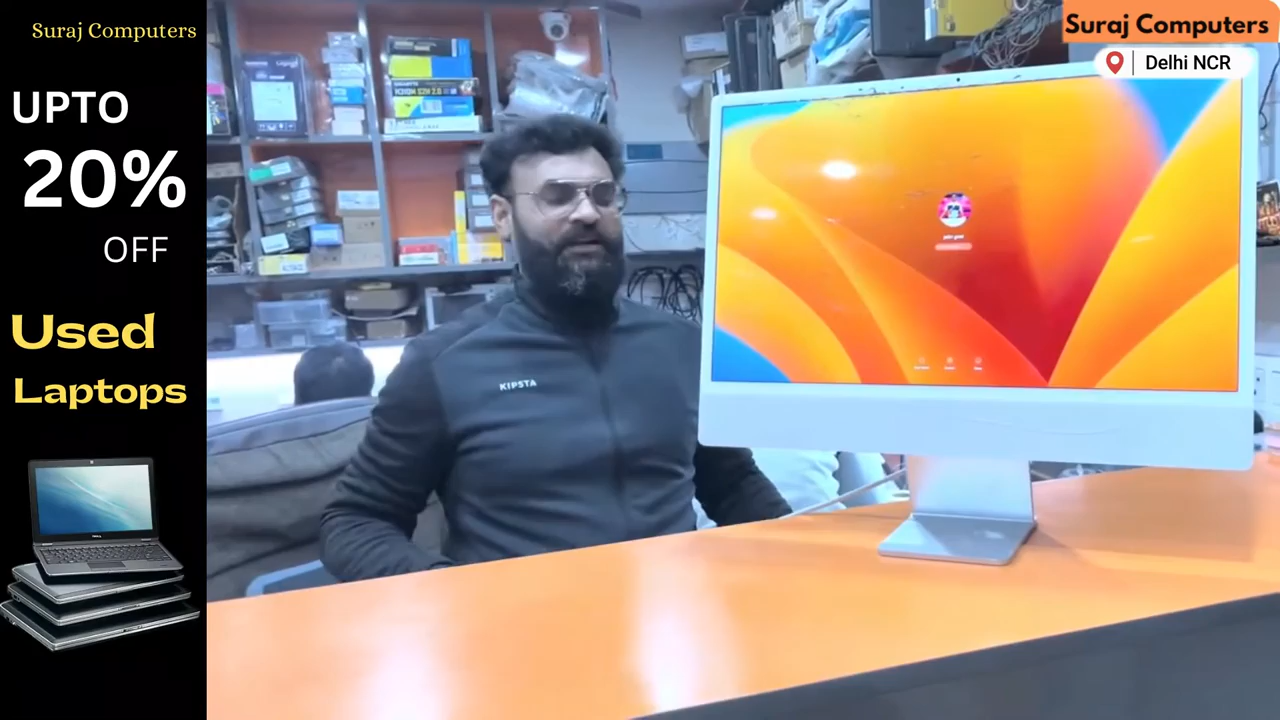 Suraj Computers
UPTO
20%
OFF
Used
Laptops
Suraj Computers
Delhi NCR
KIPSTA